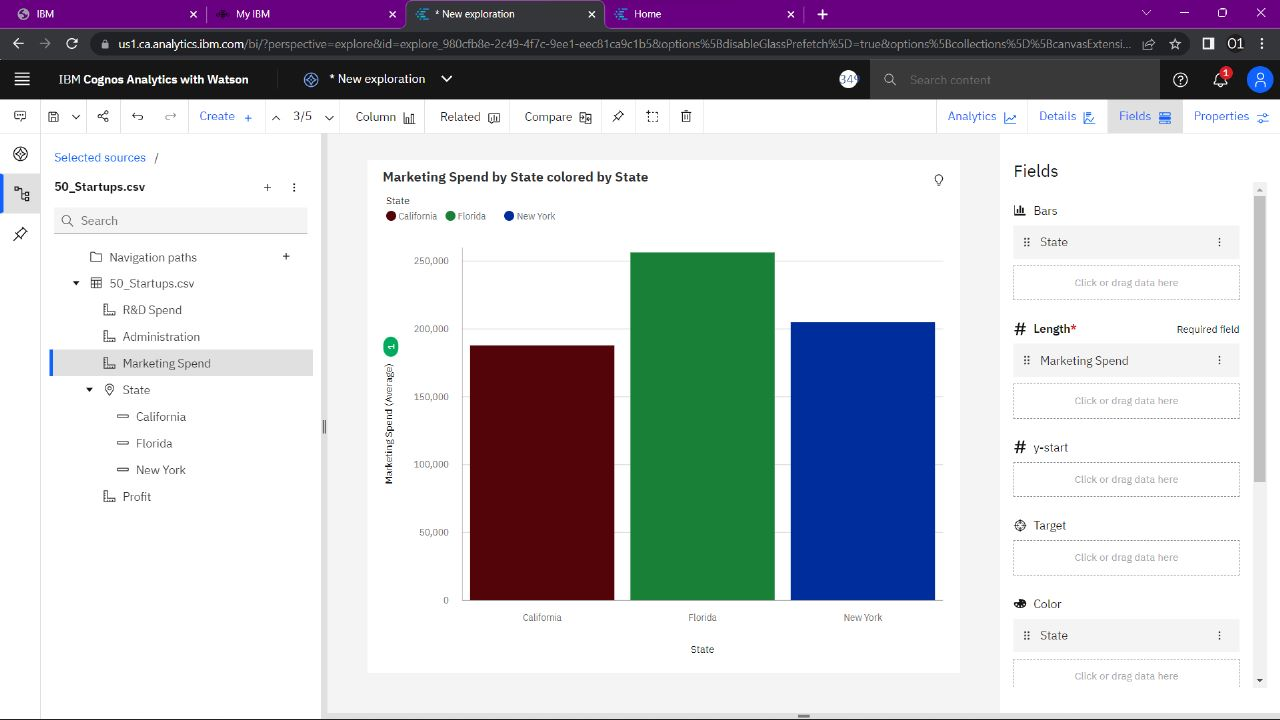 IBM
My IBM
* New exploration
Home
us1.ca.analytics.ibm.com/bi/?perspective=explore&id=explore_980cfb8e-2c49-4f7c-9ee1-eec81ca9c1b5&options%5BdisableGlassPrefetch%5D=true&options%5Bcollections%5D%5BcanvasExtensi...
01
IBM Cognos Analytics with Watson
* New exploration
349
Search content
1
Create +
3/5
Column
Related
Compare
Analytics
Details
Fields
Properties
Selected sources /
50_Startups.csv
Search
Navigation paths
50_Startups.csv
R&D Spend
Administration
Marketing Spend
State
California
Florida
New York
Profit
Marketing Spend by State colored by State
State
California Florida New York
250,000
200,000
150,000
100,000
50,000
0
Marketing Spend (Average) 1
California
Florida
New York
State
Fields
Bars
State
Click or drag data here
Length* Required field
Marketing Spend
Click or drag data here
y-start
Click or drag data here
Target
Click or drag data here
Color
State
Click or drag data here